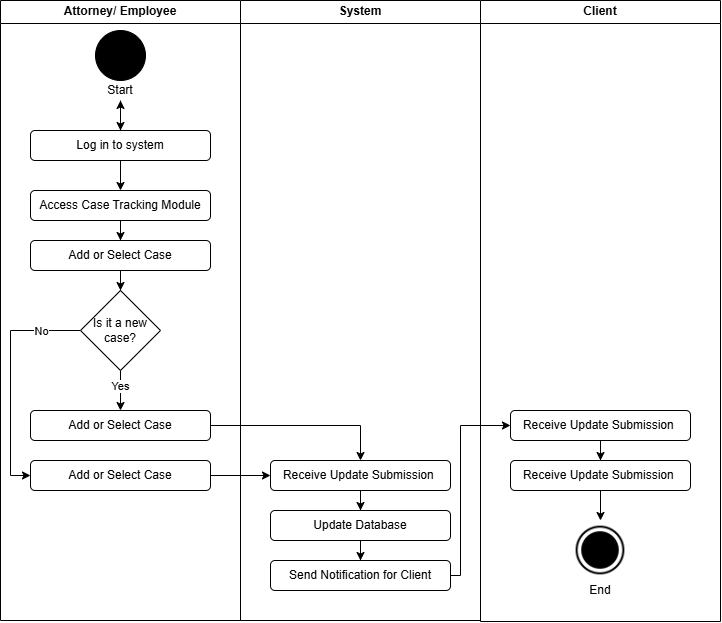 Attorney/ Employee
System
Client
Start
Log in to system
Access Case Tracking Module
Add or Select Case
Is it a new
case?
No
Yes
Add or Select Case
Add or Select Case
Receive Update Submission
Update Database
Send Notification for Client
Receive Update Submission
Receive Update Submission
End